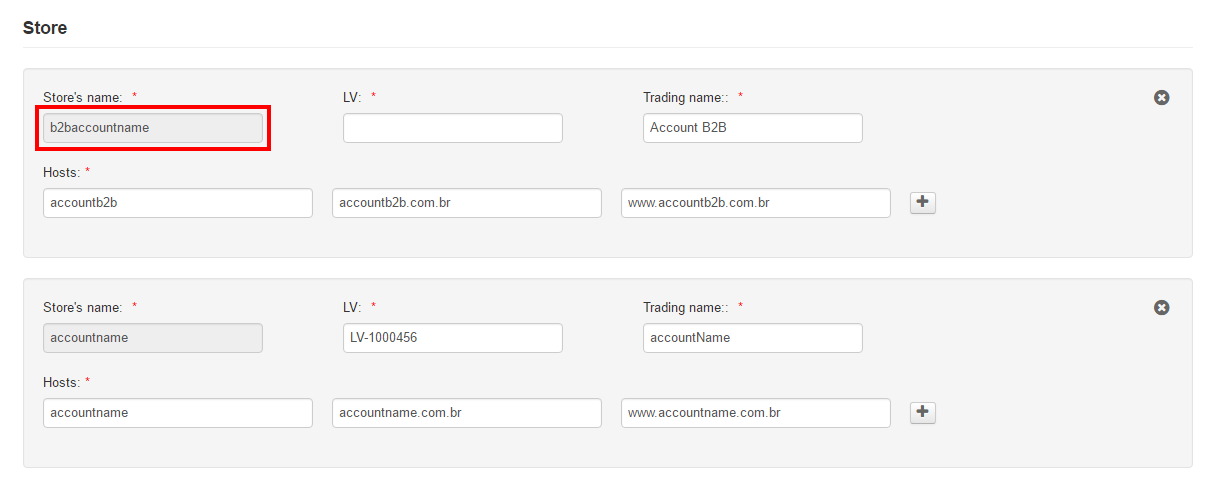 Store
Store's name: * LV: * Trading name:: *
b2baccountname Account B2B
Hosts: *
accountb2b accountb2b.com.br www.accountb2b.com.br
Store's name: * LV: * Trading name:: *
accountname LV-1000456 accountName
Hosts: *
accountname accountname.com.br www.accountname.com.br